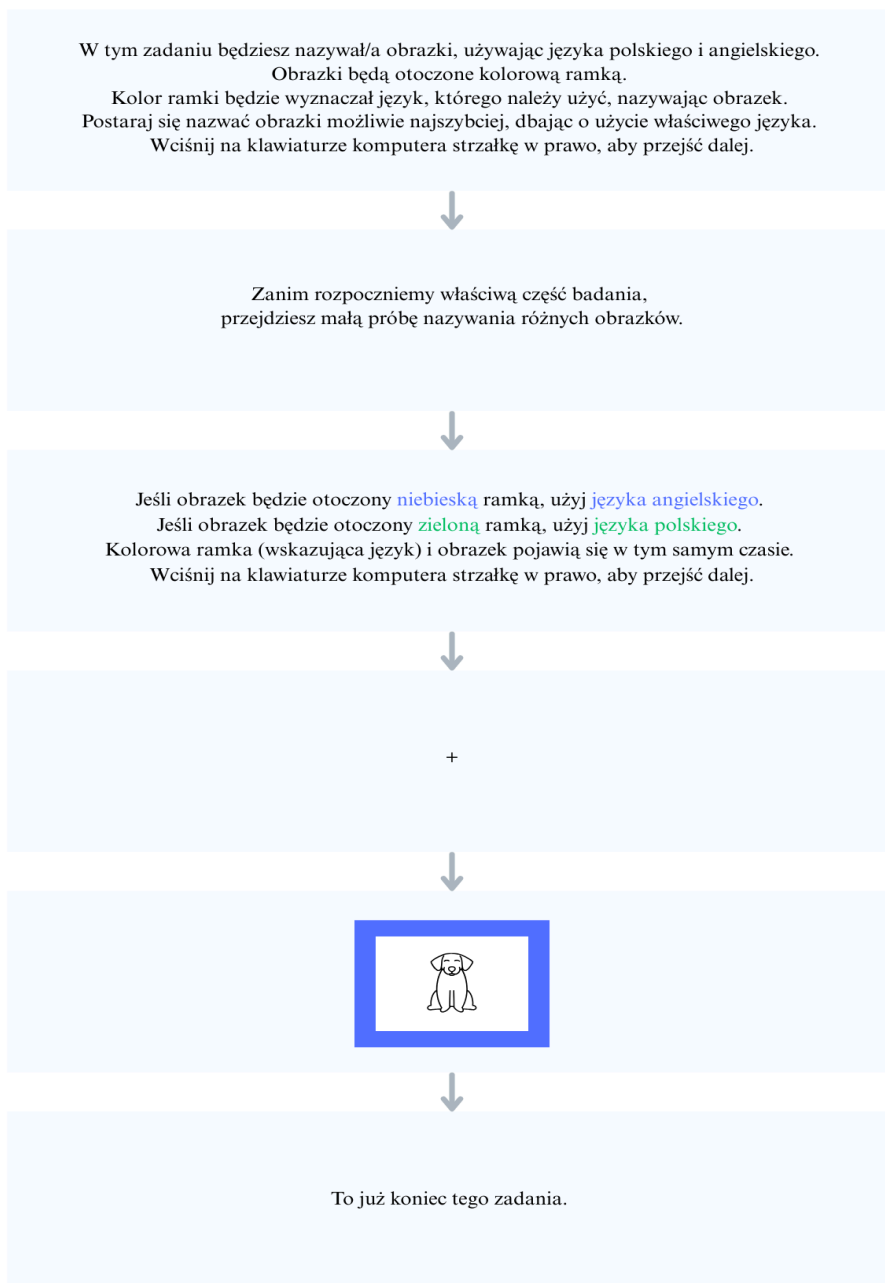 W tym zadaniu będziesz nazywał/a obrazki, używając języka polskiego i angielskiego.
Obrazki będą otoczone kolorową ramką.
Kolor ramki będzie wyznaczał język, którego należy użyć, nazywając obrazek.
Postaraj się nazwać obrazki możliwie najszybciej, dbając o użycie właściwego języka.
Wciśnij na klawiaturze komputera strzałkę w prawo, aby przejść dalej.
Zanim rozpoczniemy właściwą część badania,
przejdziesz małą próbę nazywania różnych obrazków.
Jeśli obrazek będzie otoczony niebieską ramką, użyj języka angielskiego.
Jeśli obrazek będzie otoczony zieloną ramką, użyj języka polskiego.
Kolorowa ramka (wskazująca język) i obrazek pojawią się w tym samym czasie.
Wciśnij na klawiaturze komputera strzałkę w prawo, aby przejść dalej.
+
To już koniec tego zadania.